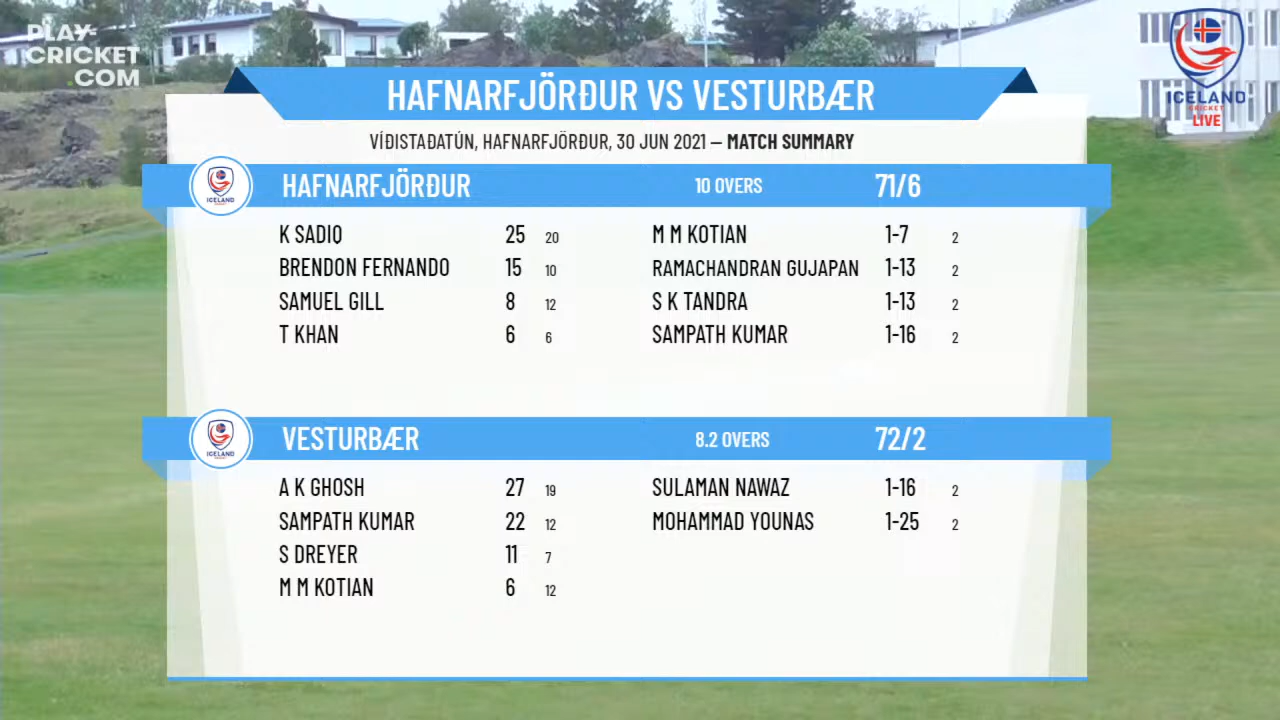 PLAY-
CRICKET
.COM
ICELAND
CRICKET
LIVE
HAFNARFJÖRÐUR VS VESTURBÆR
VÍÐISTAÐATÚN, HAFNARFJÖRÐUR, 30 JUN 2021 – MATCH SUMMARY
ICELAND HAFNARFJÖRÐUR 10 OVERS 71/6
K SADIQ 25 20 M M KOTIAN 1-7 2
BRENDON FERNANDO 15 10 RAMACHANDRAN GUJAPAN 1-13 2
SAMUEL GILL 8 12 S K TANDRA 1-13 2
T KHAN 6 6 SAMPATH KUMAR 1-16 2
ICELAND VESTURBÆR 8.2 OVERS 72/2
A K GHOSH 27 19 SULAMAN NAWAZ 1-16 2
SAMPATH KUMAR 22 12 MOHAMMAD YOUNAS 1-25 2
S DREYER 11 7
M M KOTIAN 6 12